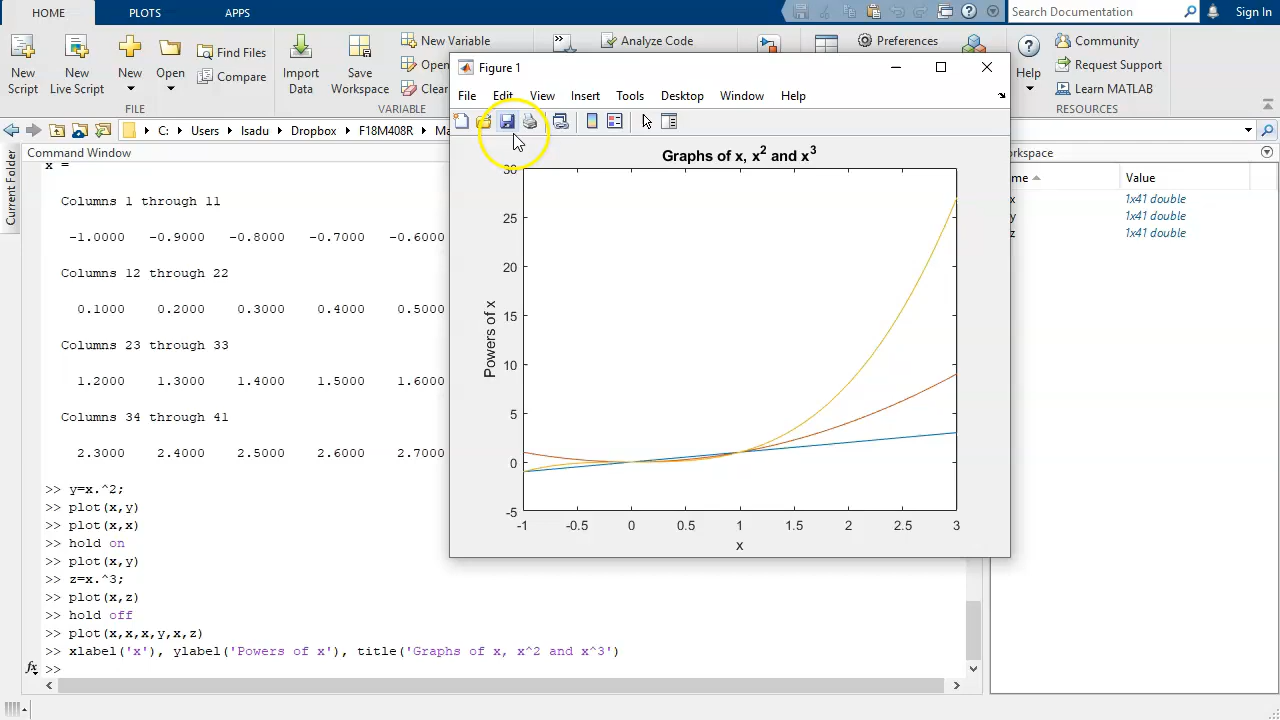 HOME PLOTS APPS Search Documentation Sign In
New Script
New Live Script
New
Open
Find Files
Compare
Import Data
Save Workspace
New Variable
Open
Clear
Analyze Code
Preferences
Help
Community
Request Support
Learn MATLAB
FILE VARIABLE RESOURCES
C: Users Isadu Dropbox F18M408R Ma
Current Folder
Command Window
x =
Columns 1 through 11
-1.0000 -0.9000 -0.8000 -0.7000 -0.6000
Columns 12 through 22
0.1000 0.2000 0.3000 0.4000 0.5000
Columns 23 through 33
1.2000 1.3000 1.4000 1.5000 1.6000
Columns 34 through 41
2.3000 2.4000 2.5000 2.6000 2.7000
>> y=x.^2;
>> plot(x,y)
>> plot(x,x)
>> hold on
>> plot(x,y)
>> z=x.^3;
>> plot(x,z)
>> hold off
>> plot(x,x,x,y,x,z)
>> xlabel('x'), ylabel('Powers of x'), title('Graphs of x, x^2 and x^3')
fx >>
Figure 1
File Edit View Insert Tools Desktop Window Help
Graphs of x, x² and x³
30
25
20
15
10
5
0
-5
Powers of x
-1 -0.5 0 0.5 1 1.5 2 2.5 3
x
orkspace
me Value
x 1x41 double
y 1x41 double
z 1x41 double